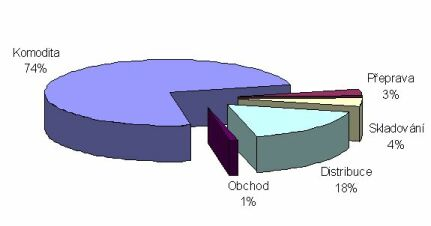 Komodita
74%
Přeprava
3%
Skladování
4%
Distribuce
18%
Obchod
1%